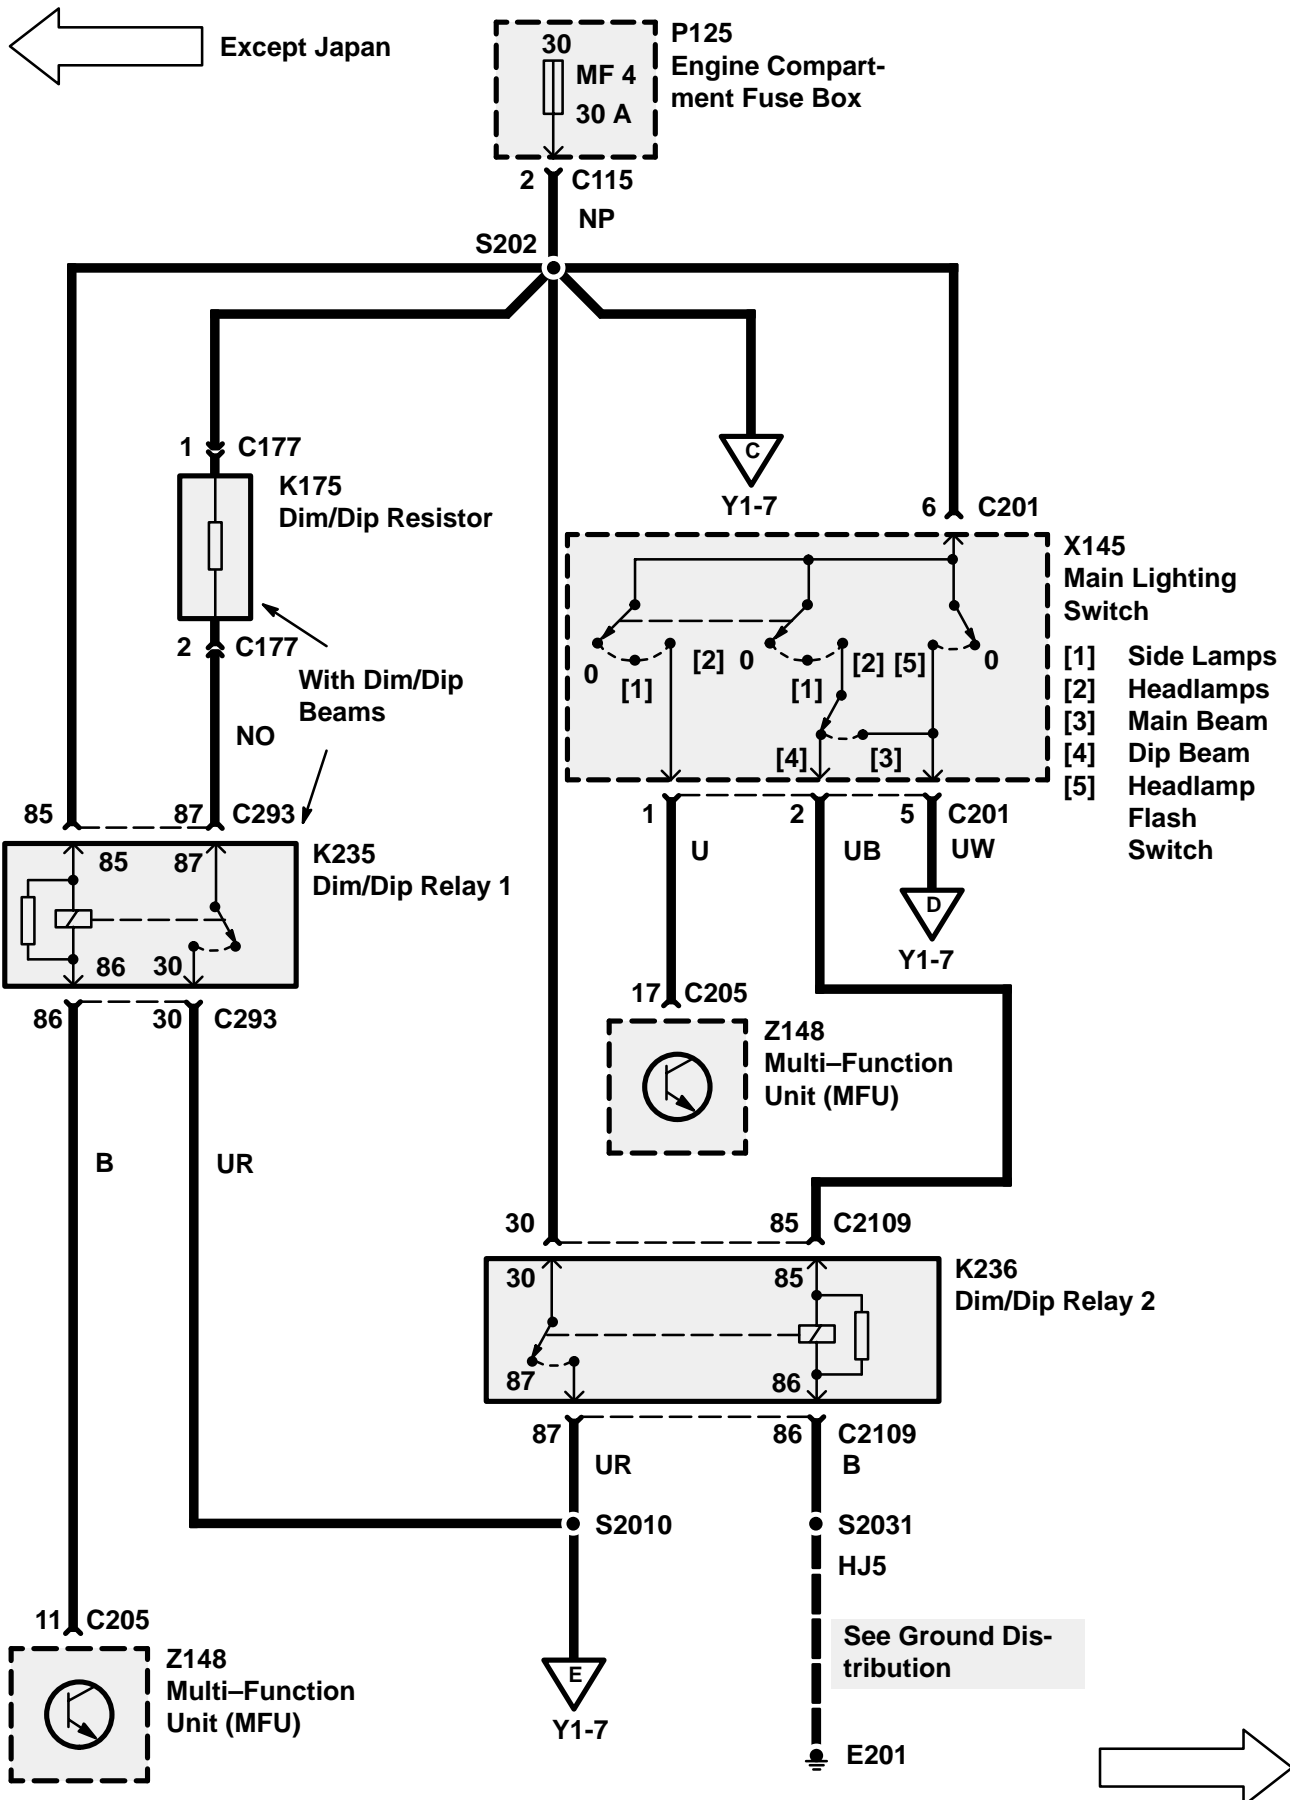 Except Japan
30
MF 4
30 A
P125
Engine Compart-
ment Fuse Box
2 C115
NP
S202
1 C177
K175
Dim/Dip Resistor
2 C177
With Dim/Dip
Beams
NO
C
Y1-7
6 C201
X145
Main Lighting
Switch
[1] Side Lamps
[2] Headlamps
[3] Main Beam
[4] Dip Beam
[5] Headlamp
Flash
Switch
0 [1] [2] 0 [1] [2] [5] 0
[4] [3]
1 2 5 C201
U UB UW
D
Y1-7
85 87 C293
K235
Dim/Dip Relay 1
85 87
86 30
86 30 C293
17 C205
Z148
Multi–Function
Unit (MFU)
B UR
30 85 C2109
K236
Dim/Dip Relay 2
30 85
87 86
87 86 C2109
UR B
S2010 S2031
HJ5
See Ground Dis-
tribution
11 C205
Z148
Multi–Function
Unit (MFU)
E
Y1-7
E201